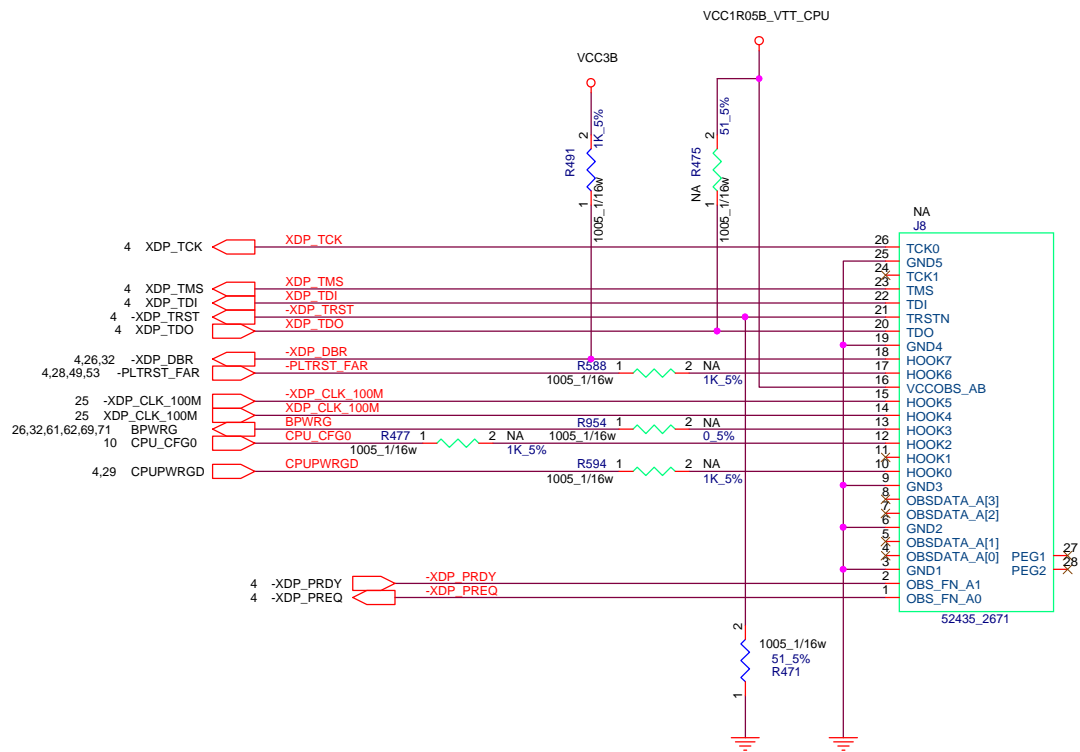 VCC1R05B_VTT_CPU
VCC3B
R491
1K_5%
2
1
1005_1/16w
R475
51_5%
2
1
NA
1005_1/16w
NA
J8
4 XDP_TCK XDP_TCK 26 TCK0
25 GND5
24 TCK1
4 XDP_TMS XDP_TMS 23 TMS
4 XDP_TDI XDP_TDI 22 TDI
4 -XDP_TRST -XDP_TRST 21 TRSTN
4 XDP_TDO XDP_TDO 20 TDO
19 GND4
4,26,32 -XDP_DBR -XDP_DBR 18 HOOK7
4,28,49,53 -PLTRST_FAR -PLTRST_FAR R588 1 2 NA 17 HOOK6
1005_1/16w 1K_5%
16 VCCOBS_AB
25 -XDP_CLK_100M -XDP_CLK_100M 15 HOOK5
25 XDP_CLK_100M XDP_CLK_100M 14 HOOK4
26,32,61,62,69,71 BPWRG BPWRG R954 1 2 NA 13 HOOK3
1005_1/16w 0_5%
10 CPU_CFG0 CPU_CFG0 R477 1 2 NA 12 HOOK2
1005_1/16w 1K_5%
11 HOOK1
4,29 CPUPWRGD CPUPWRGD R594 1 2 NA 10 HOOK0
1005_1/16w 1K_5%
9 GND3
8 OBSDATA_A[3]
7 OBSDATA_A[2]
6 GND2
5 OBSDATA_A[1]
4 OBSDATA_A[0] PEG1 27
3 GND1 PEG2 28
4 -XDP_PRDY -XDP_PRDY 2 OBS_FN_A1
4 -XDP_PREQ -XDP_PREQ 1 OBS_FN_A0
52435_2671
2
1005_1/16w
51_5%
R471
1